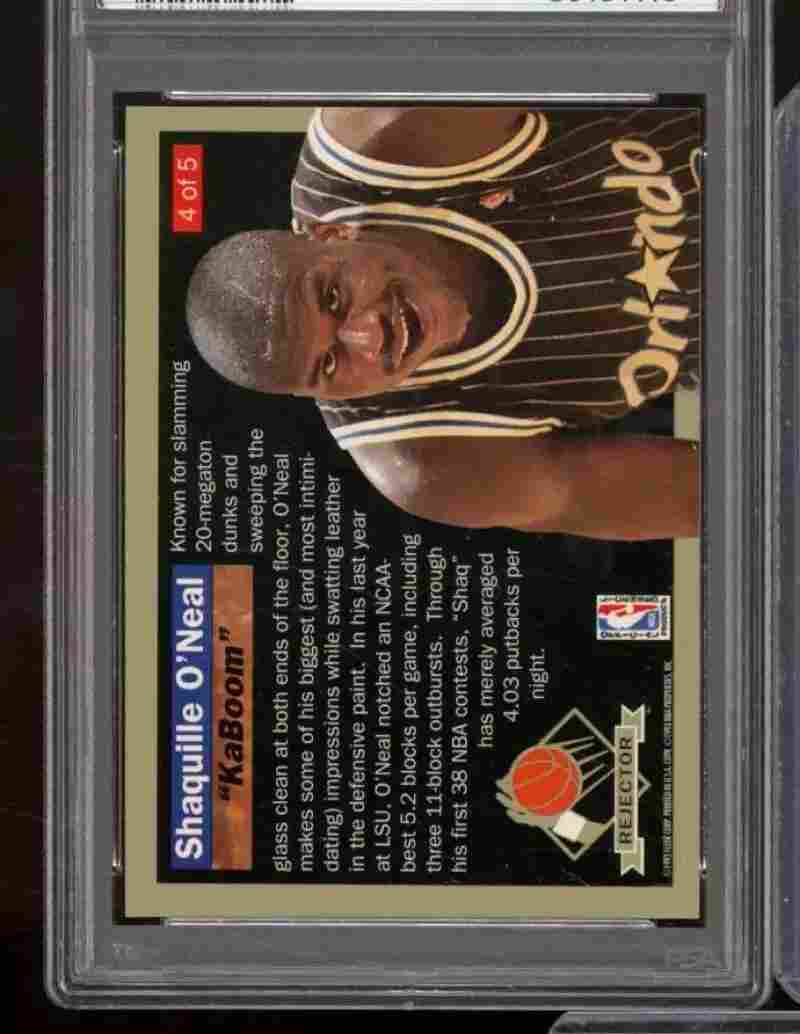 Shaquille O'Neal
"KaBoom"
4 of 5
Known for slamming
20-megaton
dunks and
sweeping the
glass clean at both ends of the floor, O'Neal
makes some of his biggest (and most intimi-
dating) impressions while swatting leather
in the defensive paint. In his last year
at LSU, O'Neal notched an NCAA-
best 5.2 blocks per game, including
three 11-block outbursts. Through
his first 38 NBA contests, "Shaq"
has merely averaged
4.03 putbacks per
night.
REJECTOR
Orlando